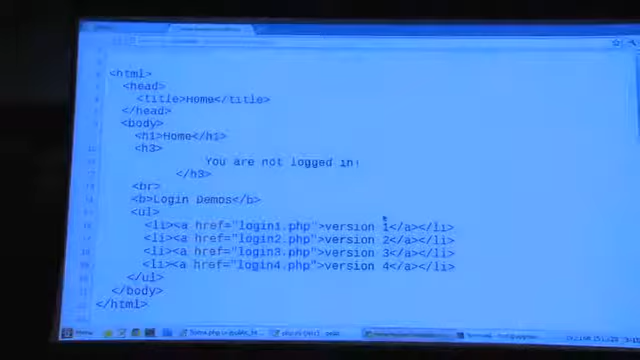 <html>
<head>
<title>Home</title>
</head>
<body>
<h1>Home</h1>
<h3>
You are not logged in!
</h3>
<br>
<b>Login Demos</b>
<ul>
<li><a href="login1.php">version 1</a></li>
<li><a href="login2.php">version 2</a></li>
<li><a href="login3.php">version 3</a></li>
<li><a href="login4.php">version 4</a></li>
</ul>
</body>
</html>